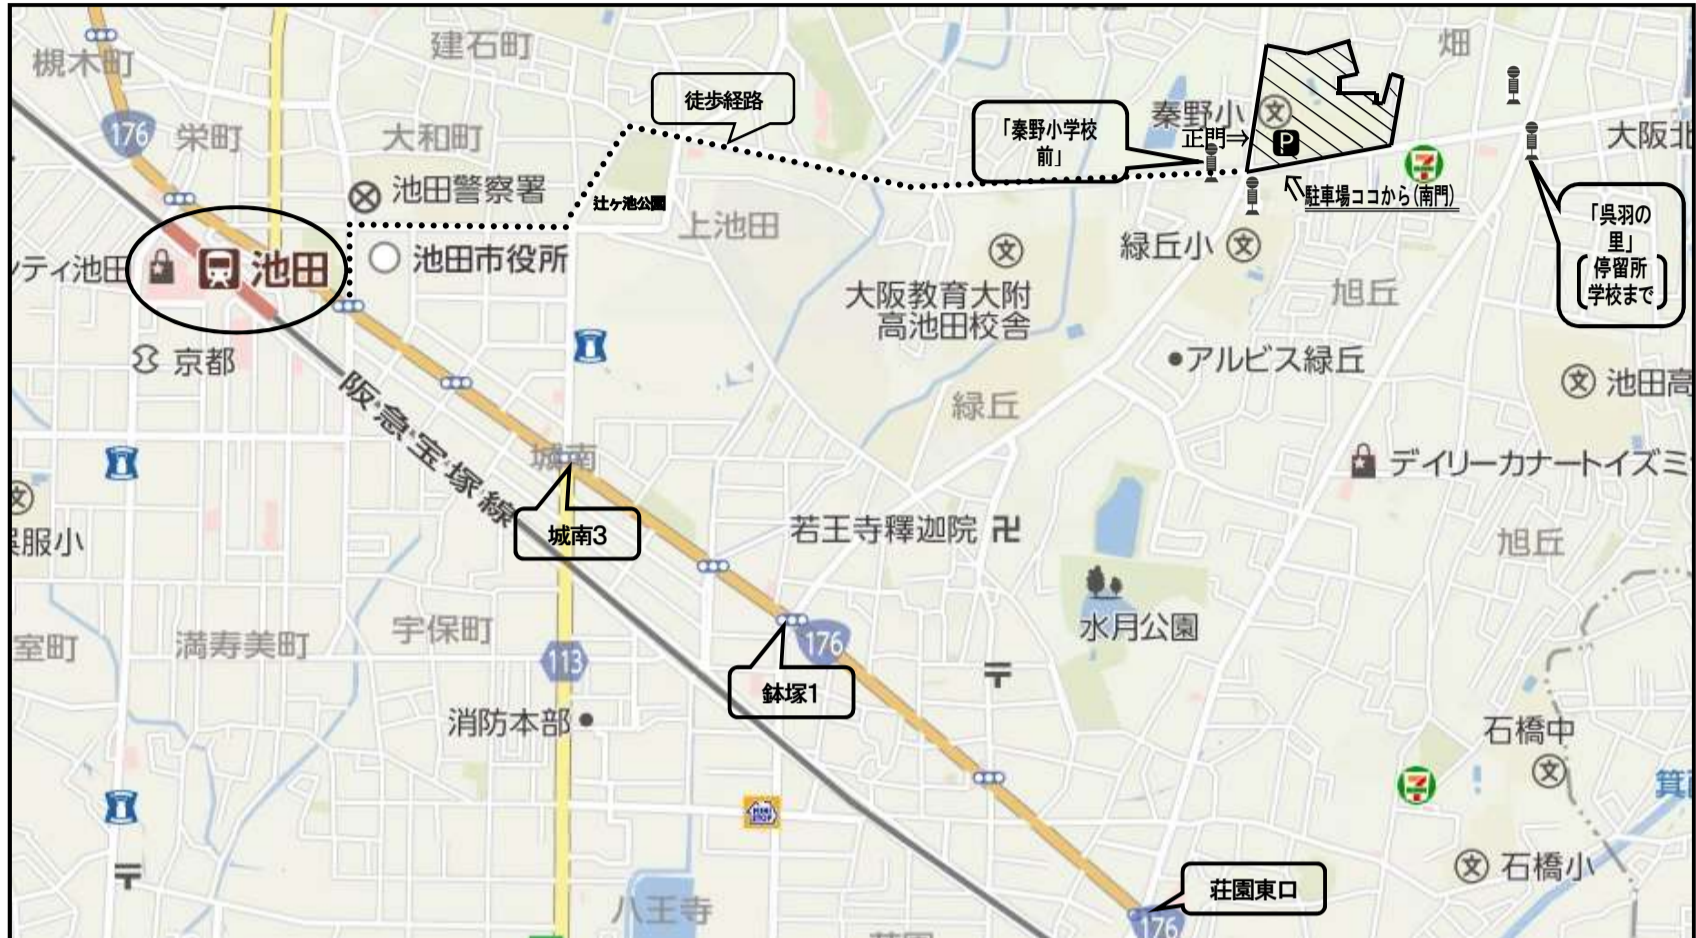 建石町
畑
槻木町
徒歩経路
176
栄町
大和町
「秦野小学校
前」
秦野小
正門→
P
大阪北
池田警察署
辻ヶ池公園
駐車場ココから(南門)
上池田
「呉羽の
里」
停留所
学校まで
緑丘小
池田市役所
ンティ池田
池田
大阪教育大附
高池田校舎
旭丘
京都
アルビス緑丘
阪急宝塚線
緑丘
池田高
城南
デイリーカナートイズミ
城南3
若王寺釋迦院
呉服小
旭丘
176
水月公園
室町
満寿美町
宇保町
113
鉢塚1
消防本部
石橋中
MINI
STOP
箕面
石橋小
荘園東口
八王寺
176